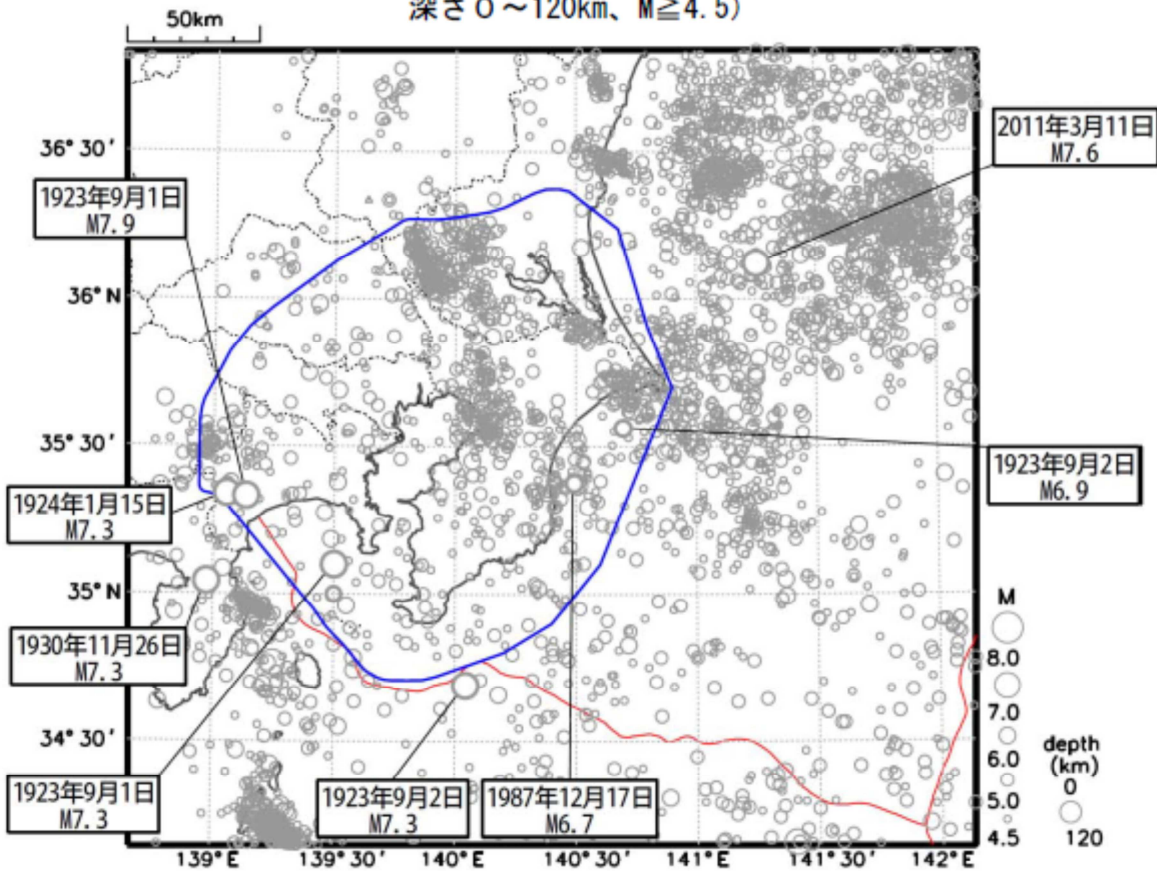 深さ0~120km、M≧4.5)
50km
36° 30′
2011年3月11日
M7.6
1923年9月1日
M7.9
36° N
35° 30′
1923年9月2日
M6.9
1924年1月15日
M7.3
35° N
M
1930年11月26日
M7.3
8.0
7.0
34° 30′
6.0
depth
(km)
0
1923年9月1日
M7.3
1923年9月2日
M7.3
1987年12月17日
M6.7
5.0
4.5
120
139° E
139° 30′
140° E
140° 30′
141° E
141° 30′
142° E